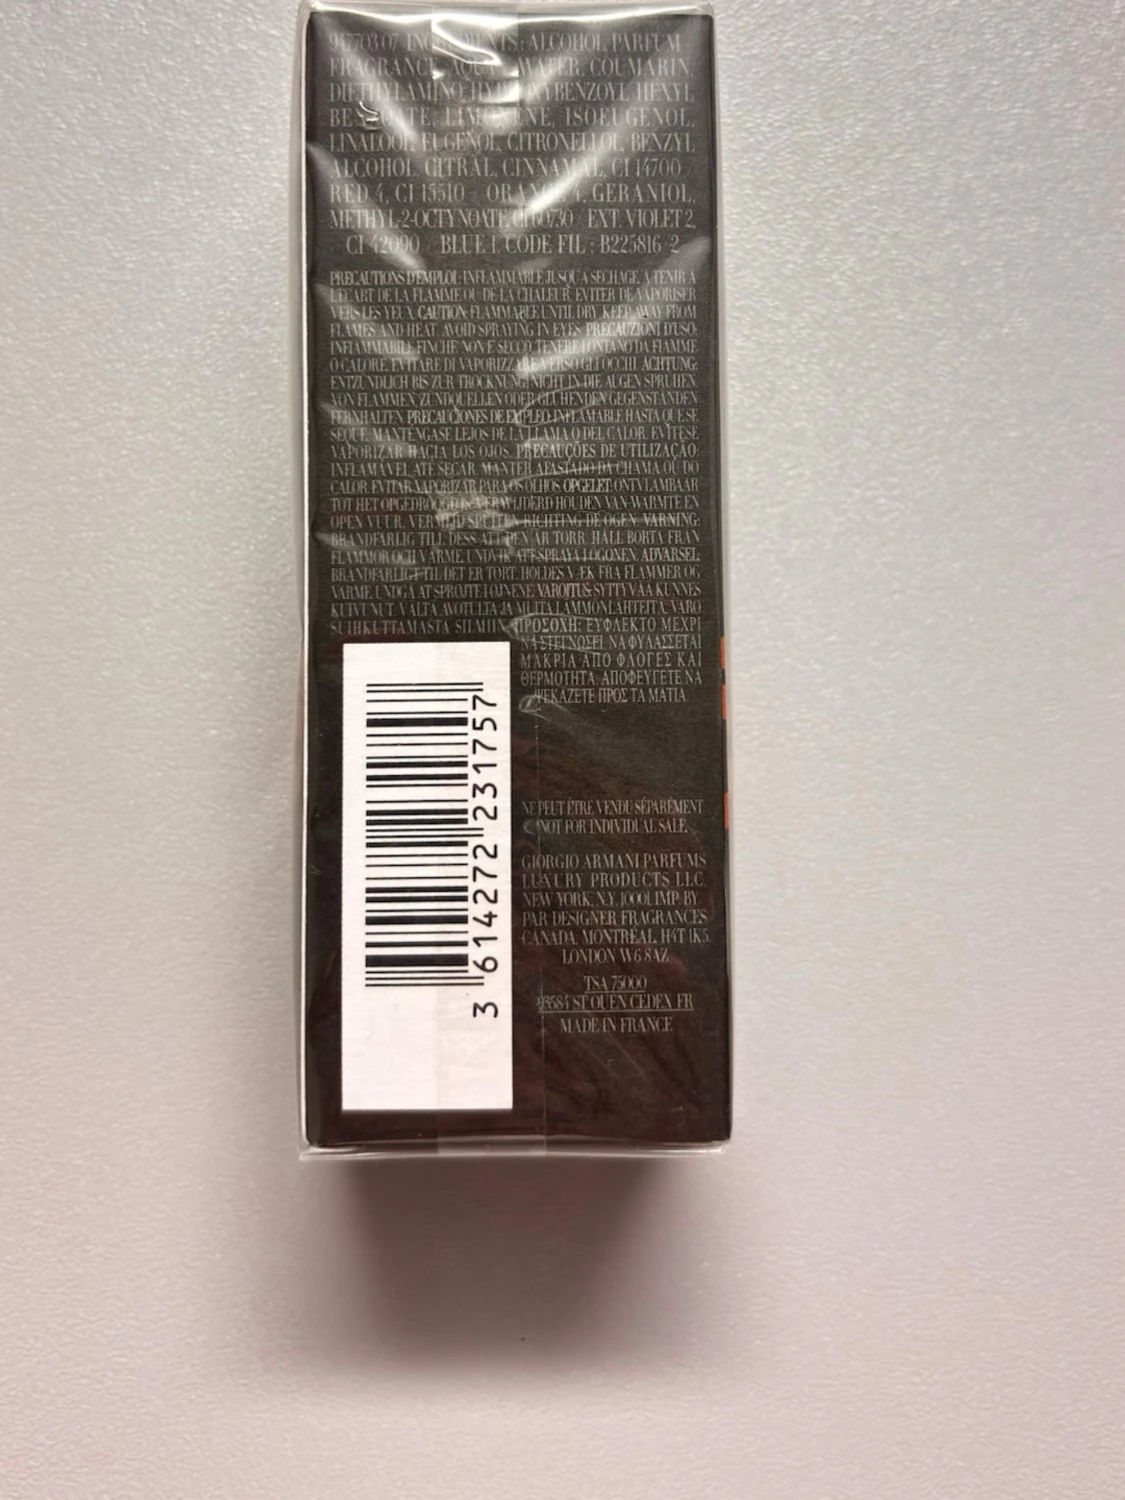 94770307 INGREDIENTS: ALCOHOL, PARFUM
FRAGRANCE, AQUA WATER, COUMARIN,
DIETHYLAMINO HYDROXYBENZOYL HEXYL
BENZOATE, LIMONENE, ISOEUGENOL,
LINALOOL, EUGENOL, CITRONELLOL, BENZYL
ALCOHOL, CITRAL, CINNAMAL, CI 14700 /
RED 4, CI 15510 / ORANGE 4, GERANIOL,
METHYL-2-OCTYNOATE, CI 60730 / EXT. VIOLET 2,
CI 42090 / BLUE 1 CODE FIL : B225816/2
PRECAUTIONS D'EMPLOI: INFLAMMABLE JUSQU'A SECHAGE, A TENIR A
L'ECART DE LA FLAMME OU DE LA CHALEUR. EVITER DE VAPORISER
VERS LES YEUX. CAUTION: FLAMMABLE UNTIL DRY. KEEP AWAY FROM
FLAMES AND HEAT. AVOID SPRAYING IN EYES. PRECAUZIONI D'USO:
INFIAMMABILE FINCHE NON E SECCO. TENERE LONTANO DA FIAMME
O CALORE. EVITARE DI VAPORIZZARE VERSO GLI OCCHI. ACHTUNG:
ENTZÜNDLICH BIS ZUR TROCKNUNG. NICHT IN DIE AUGEN SPRÜHEN.
VON FLAMMEN, ZÜNDQUELLEN ODER GLÜHENDEN GEGENSTÄNDEN
FERNHALTEN. PRECAUCIONES DE EMPLEO: INFLAMABLE HASTA QUE SE
SEQUE. MANTÉNGASE LEJOS DE LA LLAMA O DEL CALOR. EVÍTESE
VAPORIZAR HACIA LOS OJOS. PRECAUÇÕES DE UTILIZAÇÃO:
INFLAMÁVEL ATÉ SECAR. MANTER AFASTADO DA CHAMA OU DO
CALOR. EVITAR VAPORIZAR PARA OS OLHOS. OPGELET: ONTVLAMBAAR
TOT HET OPGEDROOGD IS. VERWIJDERD HOUDEN VAN WARMTE EN
OPEN VUUR. VERMIJD SPUITEN RICHTING DE OGEN. VARNING:
BRANDFARLIG TILL DESS ATT DEN ÄR TORR. HÅLL BORTA FRÅN
FLAMMOR OCH VÄRME. UNDVIK ATT SPRAYA I ÖGONEN. ADVARSEL:
BRANDFARLIGT TIL DET ER TØRT. HOLDES VÆK FRA FLAMMER OG
VARME. UNDGÅ AT SPRØJTE I ØJNENE. VAROITUS: SYTTYVÄÄ KUNNES
KUIVUNUT. VÄLTÄ AVOTULTA JA MUITA LÄMMÖNLÄHTEITÄ. VARO
SUIHKUTTAMASTA SILMIIN. ΠΡΟΣΟΧΗ: ΕΥΦΛΕΚΤΟ ΜΕΧΡΙ
ΝΑ ΣΤΕΓΝΩΣΕΙ. ΝΑ ΦΥΛΑΣΣΕΤΑΙ
ΜΑΚΡΙΑ ΑΠΟ ΦΛΟΓΕΣ ΚΑΙ
ΘΕΡΜΟΤΗΤΑ. ΑΠΟΦΕΥΓΕΤΕ ΝΑ
ΨΕΚΑΖΕΤΕ ΠΡΟΣ ΤΑ ΜΑΤΙΑ.
3 614272 231757
NE PEUT ÊTRE VENDU SÉPARÉMENT.
NOT FOR INDIVIDUAL SALE.
GIORGIO ARMANI PARFUMS
LUXURY PRODUCTS LLC,
NEW YORK, N.Y. 10001. IMP. BY
PAR DESIGNER FRAGRANCES
CANADA, MONTREAL, H4T 1K5.
LONDON W6 8AZ
TSA 75000
93584 ST OUEN CEDEX, FR
MADE IN FRANCE